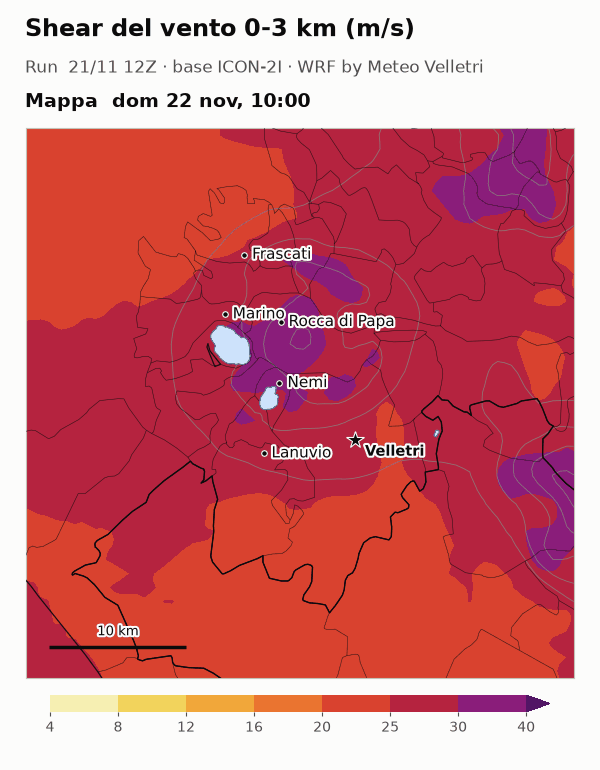 Shear del vento 0-3 km (m/s)
Run  21/11 12Z · base ICON-2I · WRF by Meteo Velletri
Mappa  dom 22 nov, 10:00
Frascati
Marino
Rocca di Papa
Nemi
Velletri
Lanuvio
10 km
4 8 12 16 20 25 30 40